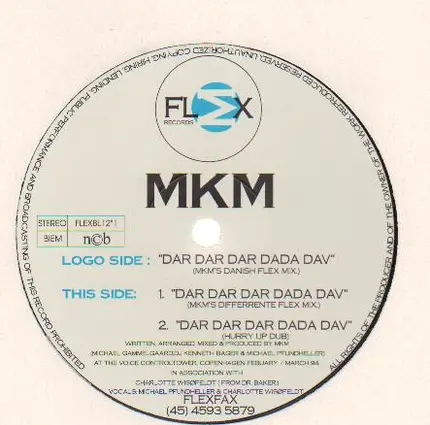 ALL RIGHTS OF THE PRODUCER AND OF THE OWNER OF THE WORK REPRODUCED RESERVED UNAUTHORIZED COPYING, HIRING, LENDING, PUBLIC PERFORMANCE AND BROADCASTING OF THIS RECORD PROHIBITED
FLEX
RECORDS
MKM
STEREO FLEXBL12"1
BIEM n©b
LOGO SIDE : "DAR DAR DAR DADA DAV"
(MKM'S DANISH FLEX MIX.)
THIS SIDE: 1. "DAR DAR DAR DADA DAV"
(MKM'S DIFFERRENTE FLEX MIX.)
2. "DAR DAR DAR DADA DAV"
(HURRY UP DUB)
WRITTEN, ARRANGED, MIXED & PRODUCED BY MKM
(MICHAEL GAMMELGAARD,DJ. KENNETH BAGER & MICHAEL PFUNDHELLER)
AT THE VOICE CONTROLTOWER, COPENHAGEN FEBUARY / MARCH 94.
IN ASSOCIATION WITH
CHARLOTTE WIGØFELDT ( FROM DR. BAKER )
VOCALS: MICHAEL PFUNDHELLER & CHARLOTTE WIGØFELDT
FLEXFAX
(45) 4593 5879